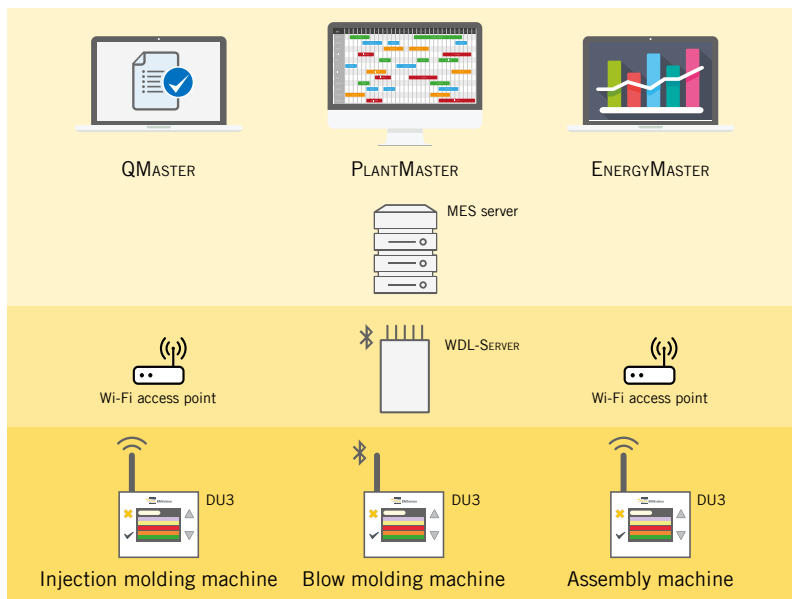 QMASTER
PLANTMASTER
ENERGYMASTER
MES server
WDL-SERVER
Wi-Fi access point
Wi-Fi access point
DU3
DU3
DU3
Injection molding machine
Blow molding machine
Assembly machine